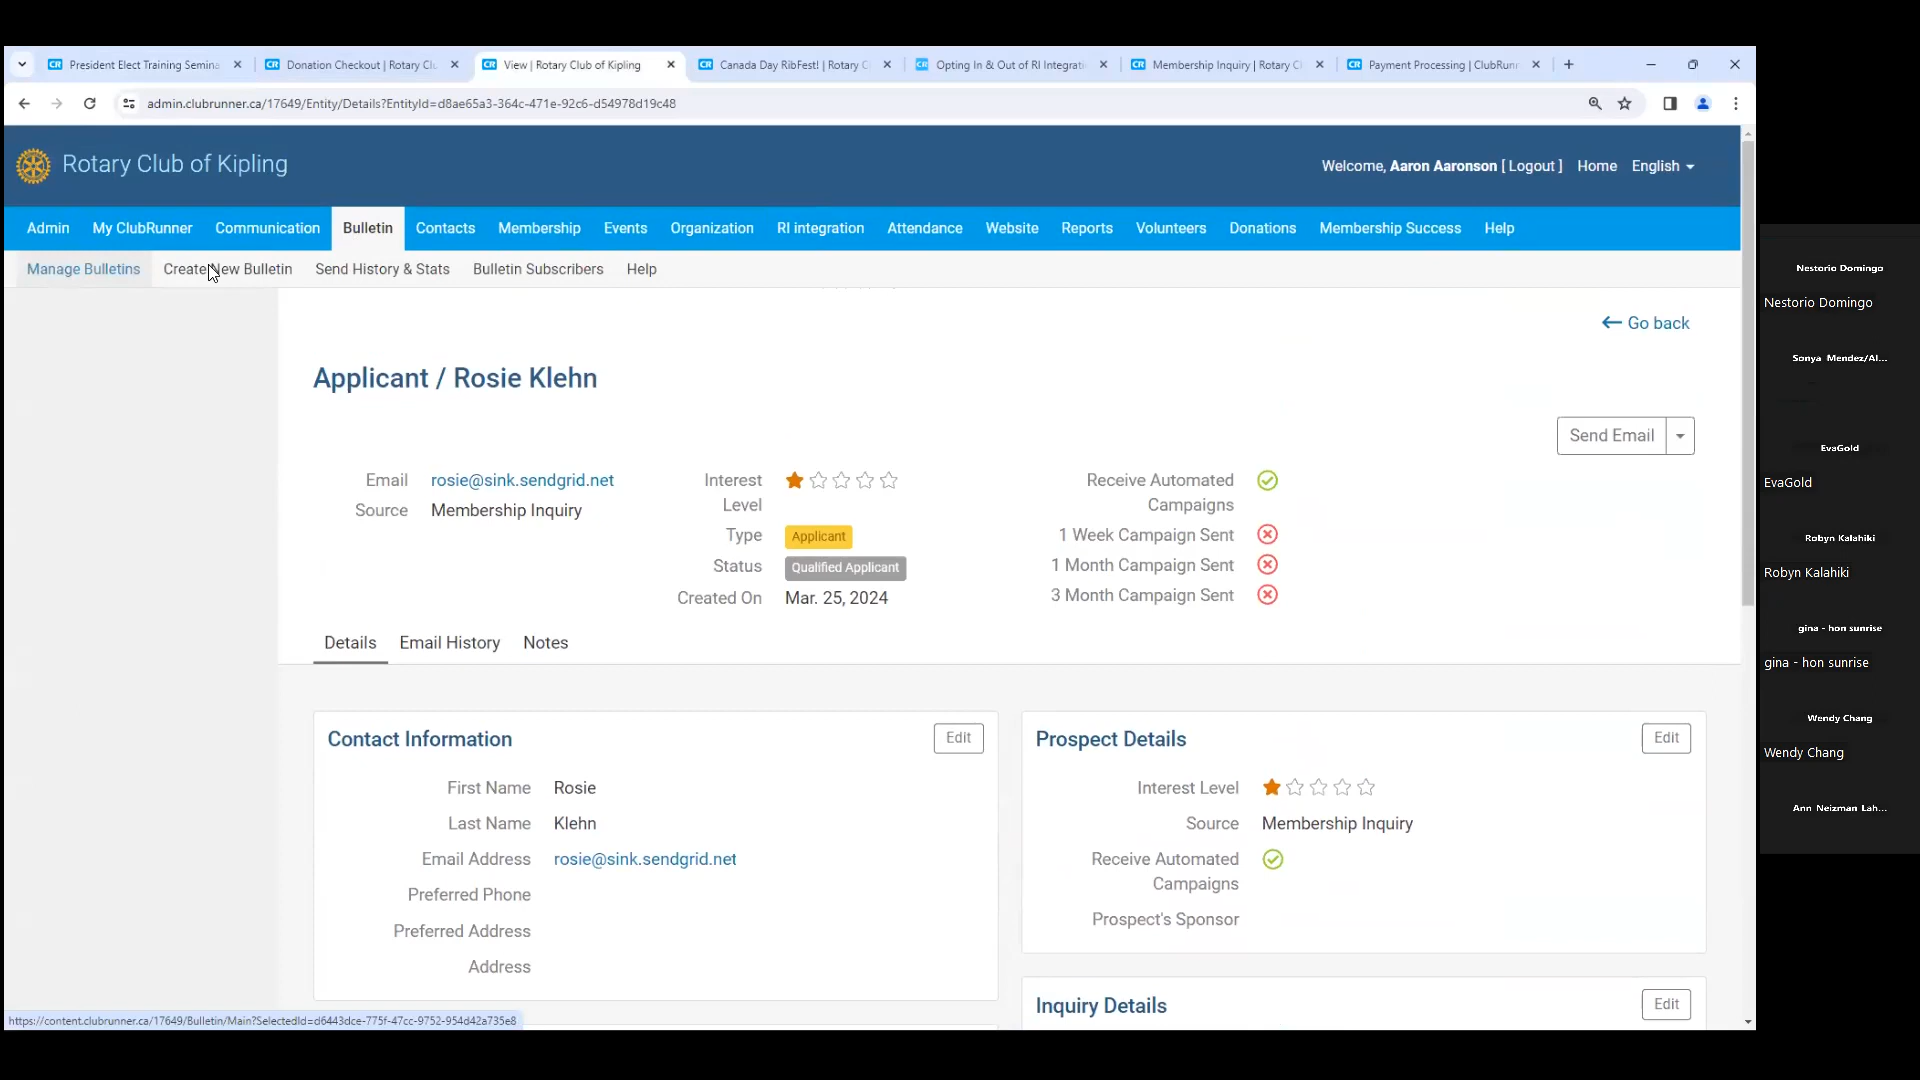 President Elect Training Semina
Donation Checkout | Rotary Clu
View | Rotary Club of Kipling
Canada Day RibFest! | Rotary C
Opting In & Out of RI Integrati
Membership Inquiry | Rotary C
Payment Processing | ClubRunn
admin.clubrunner.ca/17649/Entity/Details?EntityId=d8ae65a3-364c-471e-92c6-d54978d19c48
Rotary Club of Kipling
Welcome, Aaron Aaronson [ Logout ] Home English
Admin My ClubRunner Communication Bulletin Contacts Membership Events Organization RI integration Attendance Website Reports Volunteers Donations Membership Success Help
Manage Bulletins Create New Bulletin Send History & Stats Bulletin Subscribers Help
Go back
Applicant / Rosie Klehn
Send Email
Email rosie@sink.sendgrid.net
Source Membership Inquiry
Interest
Level
Type Applicant
Status Qualified Applicant
Created On Mar. 25, 2024
Receive Automated
Campaigns
1 Week Campaign Sent
1 Month Campaign Sent
3 Month Campaign Sent
Details Email History Notes
Contact Information Edit
First Name Rosie
Last Name Klehn
Email Address rosie@sink.sendgrid.net
Preferred Phone
Preferred Address
Address
Prospect Details Edit
Interest Level
Source Membership Inquiry
Receive Automated
Campaigns
Prospect's Sponsor
Inquiry Details Edit
https://content.clubrunner.ca/17649/Bulletin/Main?SelectedId=d6443dce-775f-47cc-9752-954d42a735e8
Nestorio Domingo
Nestorio Domingo
Sonya Mendez/Al...
EvaGold
EvaGold
Robyn Kalahiki
Robyn Kalahiki
gina - hon sunrise
gina - hon sunrise
Wendy Chang
Wendy Chang
Ann Neizman Lah...